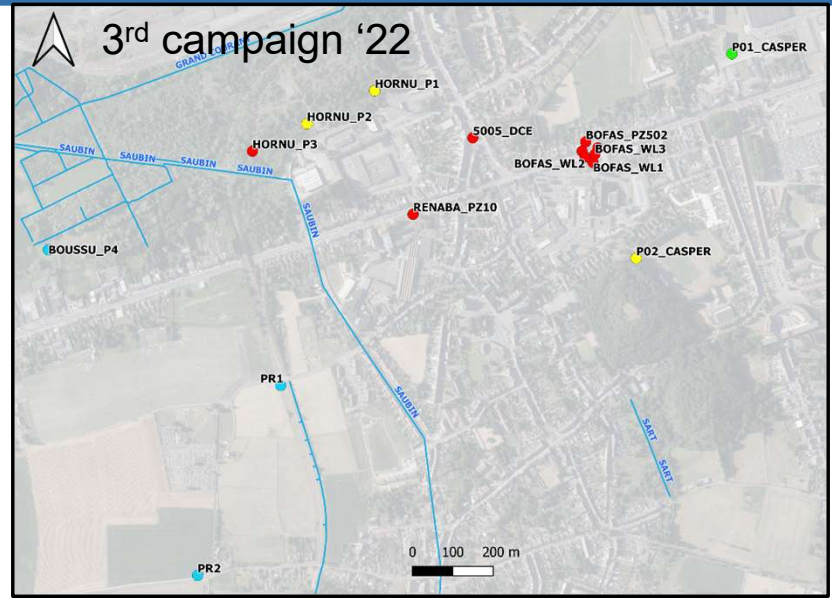 3rd campaign ‘22
GRAND COURANT
P01_CASPER
HORNU_P1
HORNU_P2
5005_DCE
BOFAS_PZ502
HORNU_P3
BOFAS_WL3
SAUBIN
SAUBIN
SAUBIN
SAUBIN
BOFAS_WL2
BOFAS_WL1
RENABA_PZ10
SAUBIN
BOUSSU_P4
P02_CASPER
PR1
SAUBIN
SART
SART
0 100 200 m
PR2